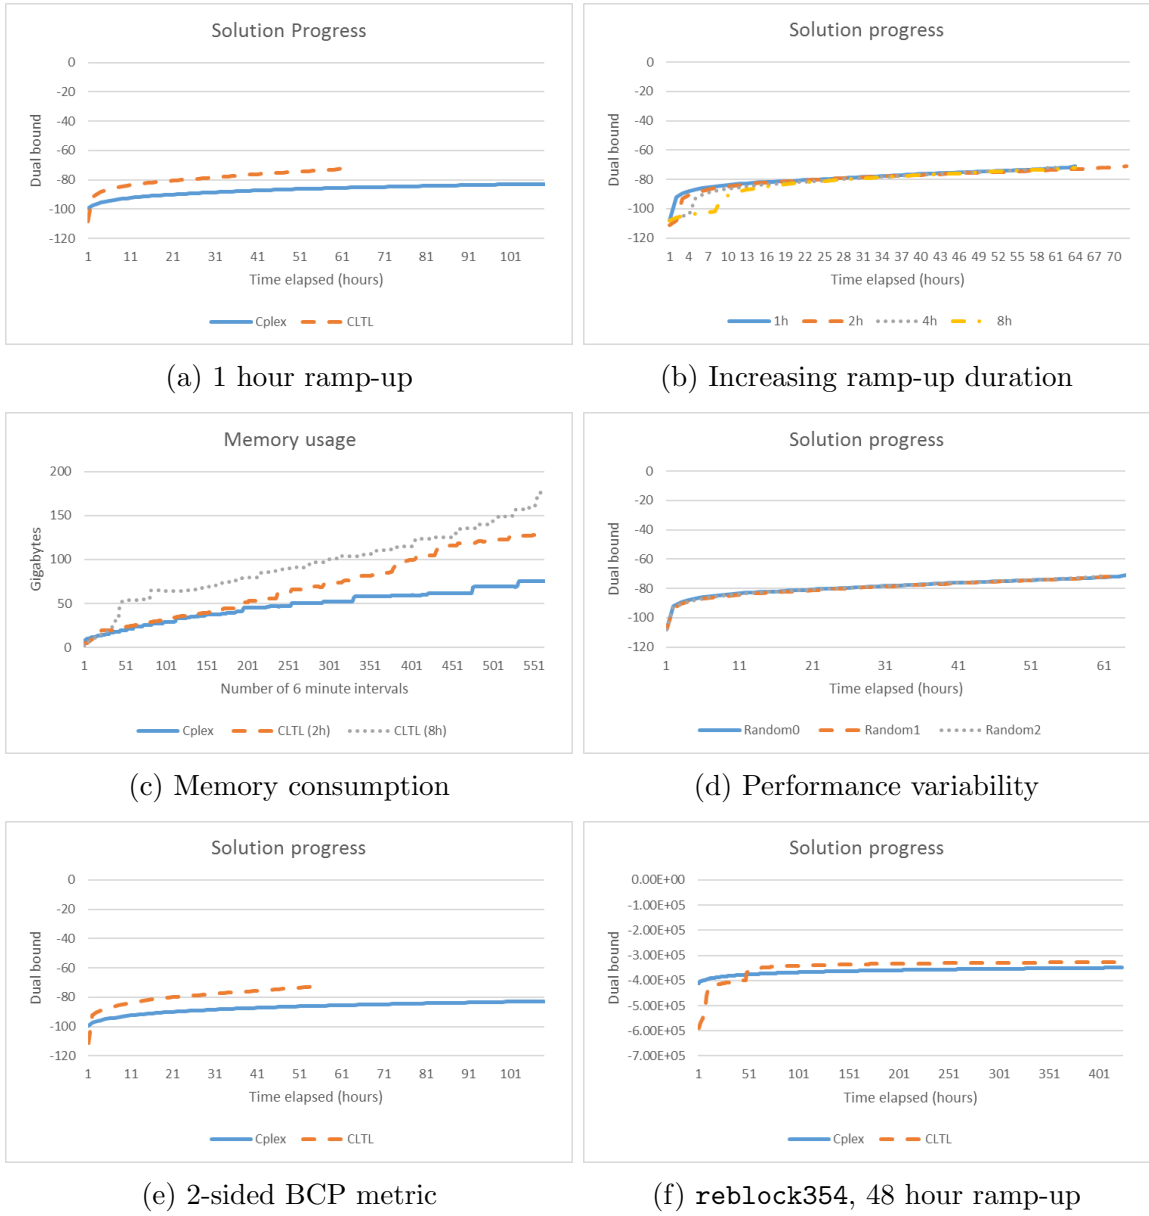 Solution Progress
0
-20
-40
-60
-80
-100
-120
Dual bound
1 11 21 31 41 51 61 71 81 91 101
Time elapsed (hours)
Cplex CLTL
(a) 1 hour ramp-up
Solution progress
0
-20
-40
-60
-80
-100
-120
Dual bound
1 4 7 10 13 16 19 22 25 28 31 34 37 40 43 46 49 52 55 58 61 64 67 70
Time elapsed (hours)
1h 2h 4h 8h
(b) Increasing ramp-up duration
Memory usage
200
150
100
50
0
Gigabytes
1 51 101 151 201 251 301 351 401 451 501 551
Number of 6 minute intervals
Cplex CLTL (2h) CLTL (8h)
(c) Memory consumption
Solution progress
0
-20
-40
-60
-80
-100
-120
Dual bound
1 11 21 31 41 51 61
Time elapsed (hours)
Random0 Random1 Random2
(d) Performance variability
Solution progress
0
-20
-40
-60
-80
-100
-120
Dual bound
1 11 21 31 41 51 61 71 81 91 101
Time elapsed (hours)
Cplex CLTL
(e) 2-sided BCP metric
Solution progress
0.00E+00
-1.00E+05
-2.00E+05
-3.00E+05
-4.00E+05
-5.00E+05
-6.00E+05
-7.00E+05
Dual bound
1 51 101 151 201 251 301 351 401
Time elapsed (hours)
Cplex CLTL
(f) reblock354, 48 hour ramp-up